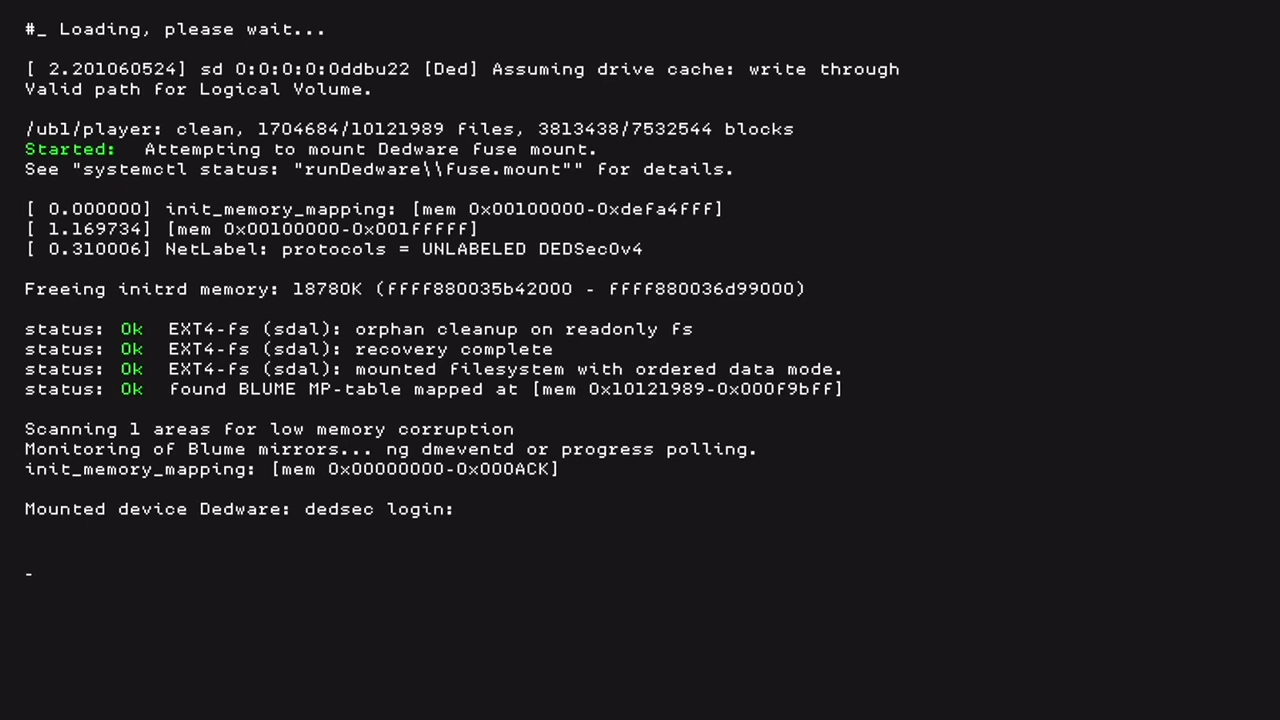 #_ Loading, please wait...
[ 2.201060524] sd 0:0:0:0:0ddbu22 [Ded] Assuming drive cache: write through
Valid path for Logical Volume.
/ubl/player: clean, 1704684/10121989 files, 3813438/7532544 blocks
Started: Attempting to mount Dedware fuse mount.
See "systemctl status: "runDedware\\fuse.mount"" for details.
[ 0.000000] init_memory_mapping: [mem 0x00100000-0xdefa4fff]
[ 1.169734] [mem 0x00100000-0x001fffff]
[ 0.310006] NetLabel: protocols = UNLABELED DEDSec0v4
Freeing initrd memory: 18780K (ffff880035b42000 - ffff880036d99000)
status: Ok EXT4-fs (sdal): orphan cleanup on readonly fs
status: Ok EXT4-fs (sdal): recovery complete
status: Ok EXT4-fs (sdal): mounted filesystem with ordered data mode.
status: Ok Found BLUME MP-table mapped at [mem 0x10121989-0x000f9bff]
Scanning 1 areas for low memory corruption
Monitoring of Blume mirrors... ng dmeventd or progress polling.
init_memory_mapping: [mem 0x00000000-0x000ACK]
Mounted device Dedware: dedsec login:
-